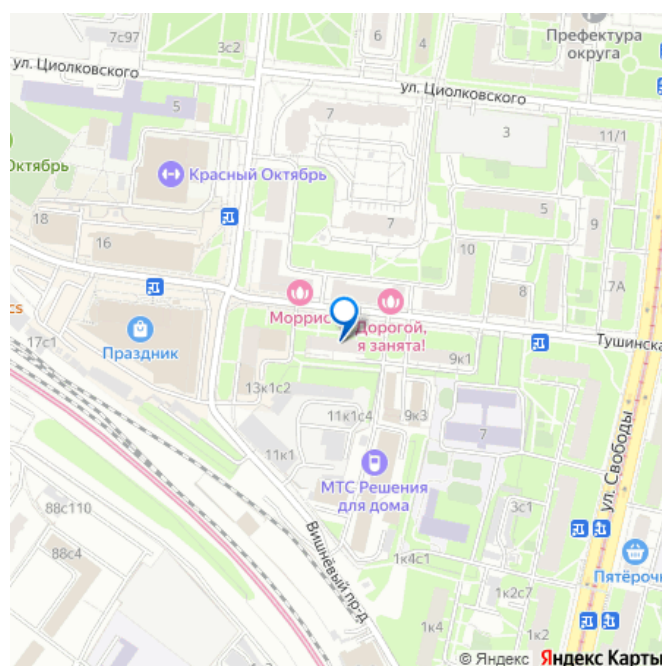 7с97
6
4
Префектура
округа
3с2
ул. Циолковского
ул. Циолковского
5
7
3
11/1
Октябрь
Красный Октябрь
5
18
7
9
16
10
8
7А
cs
Моррис
Дорогой,
я занята!
Тушинска
17с1
Праздник
9к1
13к1с2
11к1с4
9к3
7
11к1
МТС Решения
для дома
ул. Свободы
88с110
3с1
88с4
Вишнёвый пр-д
1к4с1
Пятёрочк
1к2с7
1к4
1к2
© Яндекс Яндекс Карты